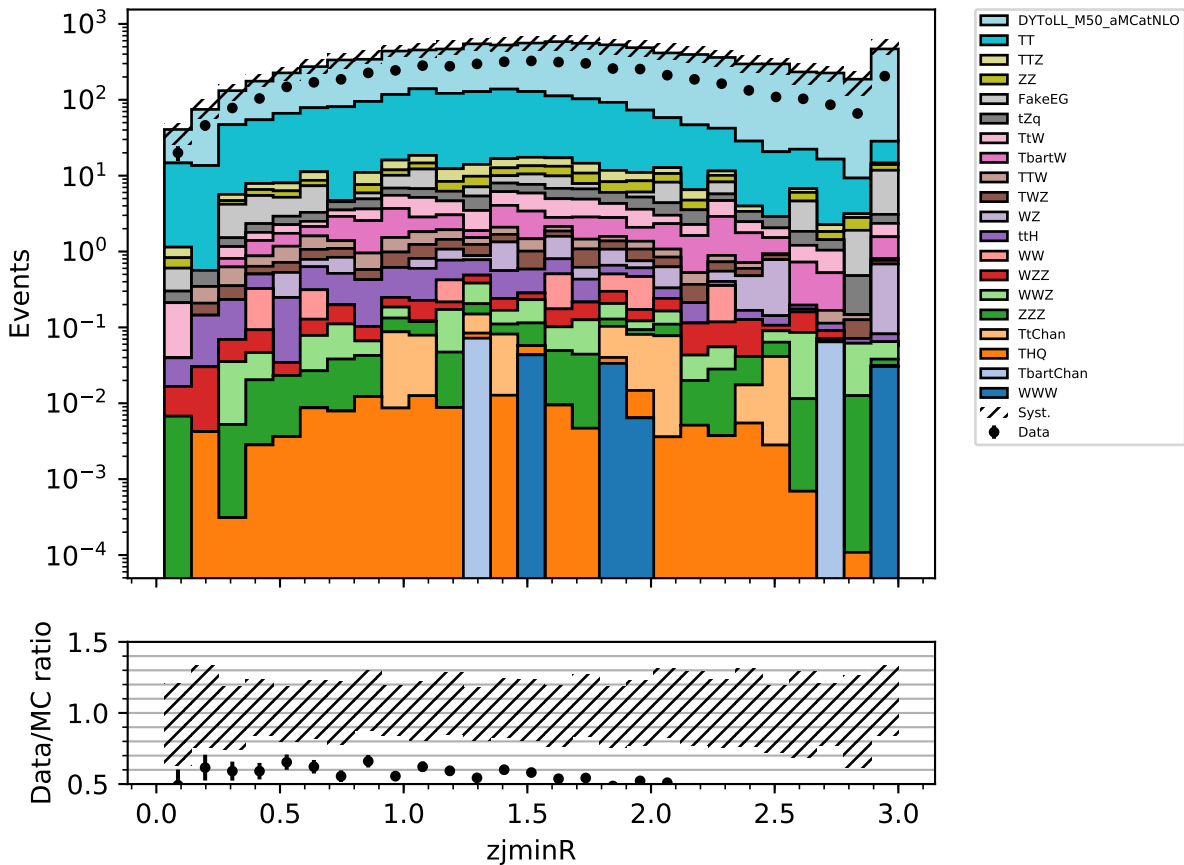 10³
10²
10¹
10⁰
10⁻¹
10⁻²
10⁻³
10⁻⁴
Events
DYToLL_M50_aMCatNLO
TT
TTZ
ZZ
FakeEG
tZq
TtW
TbartW
TTW
TWZ
WZ
ttH
WW
WZZ
WWZ
ZZZ
TtChan
THQ
TbartChan
WWW
Syst.
Data
1.5
1.0
0.5
Data/MC ratio
0.0 0.5 1.0 1.5 2.0 2.5 3.0
zjminR